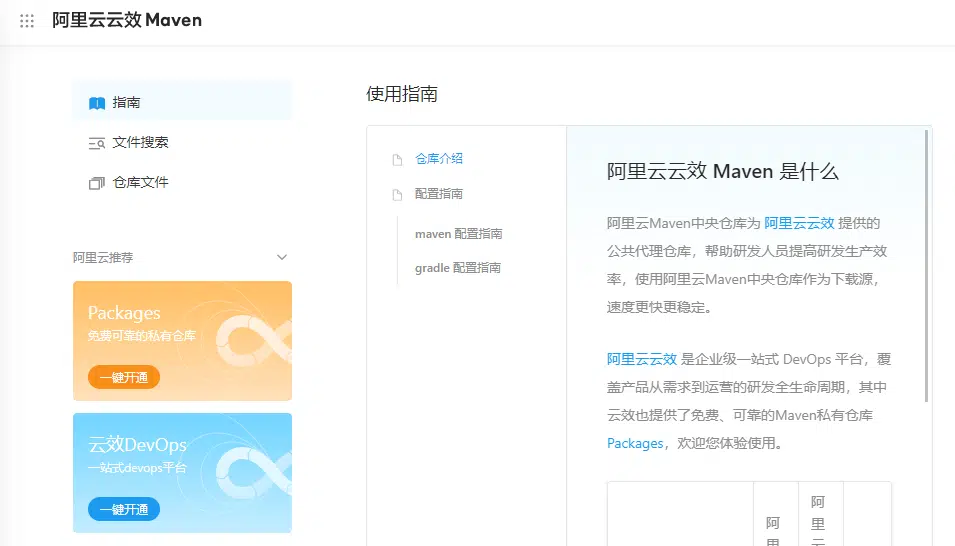 阿里云云效 Maven
指南
文件搜索
仓库文件
阿里云推荐
Packages
免费可靠的私有仓库
一键开通
云效DevOps
一站式devops平台
一键开通
使用指南
仓库介绍
配置指南
maven 配置指南
gradle 配置指南
阿里云云效 Maven 是什么
阿里云Maven中央仓库为 阿里云云效 提供的
公共代理仓库，帮助研发人员提高研发生产效
率，使用阿里云Maven中央仓库作为下载源，
速度更快更稳定。
阿里云云效 是企业级一站式 DevOps 平台，覆
盖产品从需求到运营的研发全生命周期，其中
云效也提供了免费、可靠的Maven私有仓库
Packages，欢迎您体验使用。
阿
阿
里